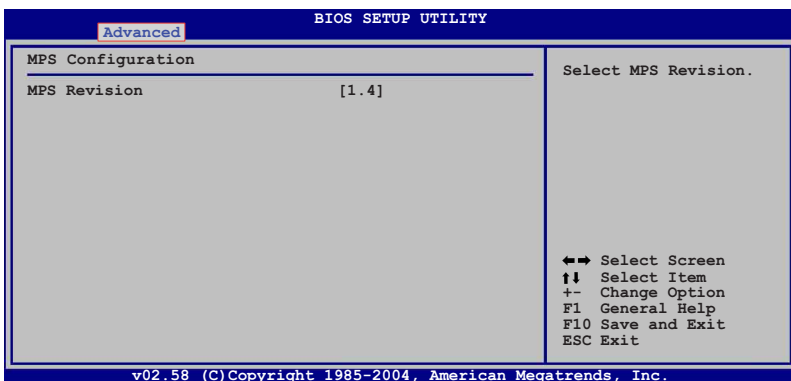 BIOS SETUP UTILITY
Advanced
MPS Configuration
MPS Revision [1.4]
Select MPS Revision.
←→ Select Screen
↑↓ Select Item
+- Change Option
F1 General Help
F10 Save and Exit
ESC Exit
v02.58 (C)Copyright 1985-2004, American Megatrends, Inc.